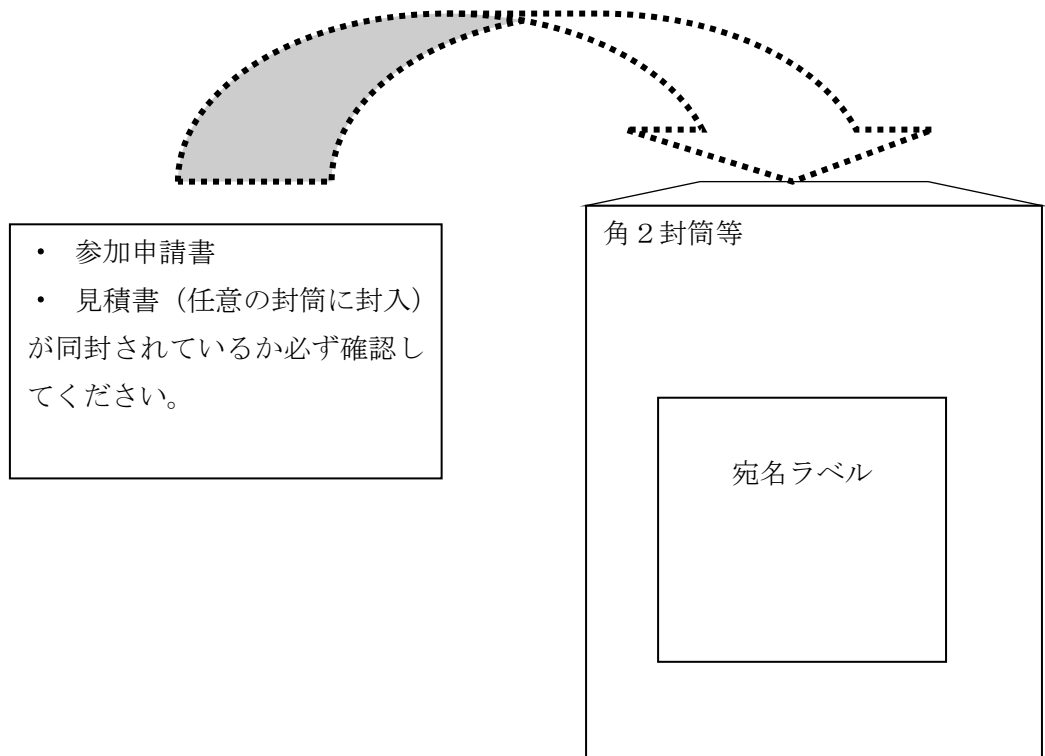 ・　参加申請書
・　見積書（任意の封筒に封入）
が同封されているか必ず確認し
てください。
角２封筒等
宛名ラベル